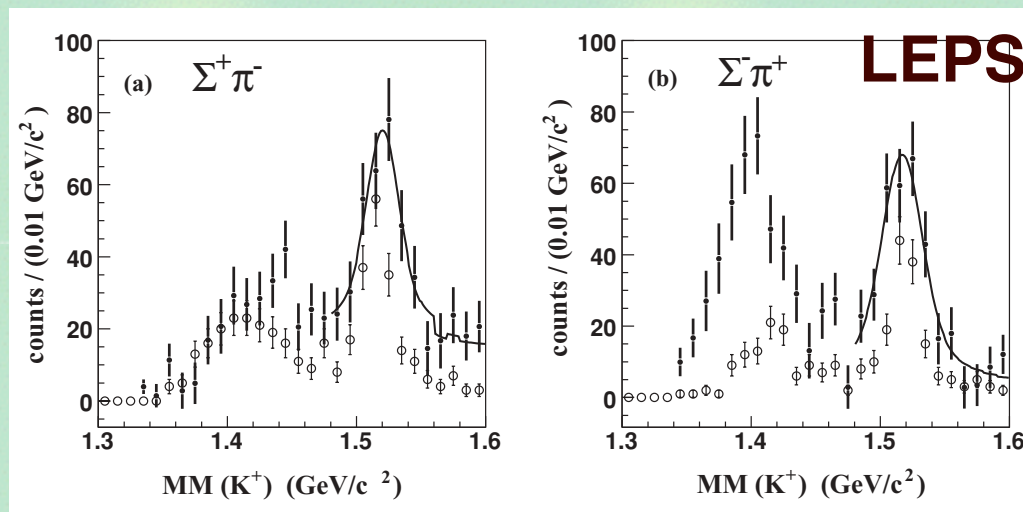 LEPS
(a) Σ⁺π⁻
counts / (0.01 GeV/c²)
100
80
60
40
20
0
1.3 1.4 1.5 1.6
MM (K⁺) (GeV/c ²)
(b) Σ⁻π⁺
counts / (0.01 GeV/c²)
100
80
60
40
20
0
1.3 1.4 1.5 1.6
MM (K⁺) (GeV/c²)